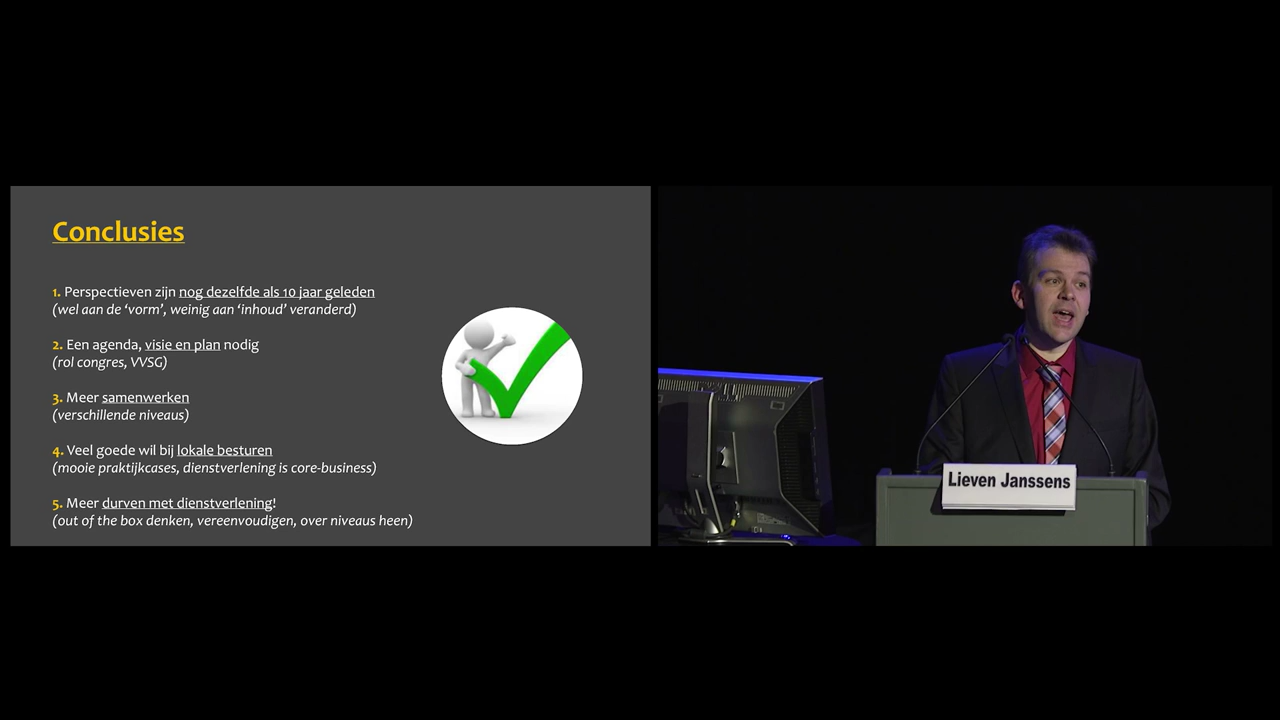 Conclusies
1. Perspectieven zijn nog dezelfde als 10 jaar geleden
(wel aan de ‘vorm’, weinig aan ‘inhoud’ veranderd)
2. Een agenda, visie en plan nodig
(rol congres, VVSG)
3. Meer samenwerken
(verschillende niveaus)
4. Veel goede wil bij lokale besturen
(mooie praktijkcases, dienstverlening is core-business)
5. Meer durven met dienstverlening!
(out of the box denken, vereenvoudigen, over niveaus heen)
Lieven Janssens